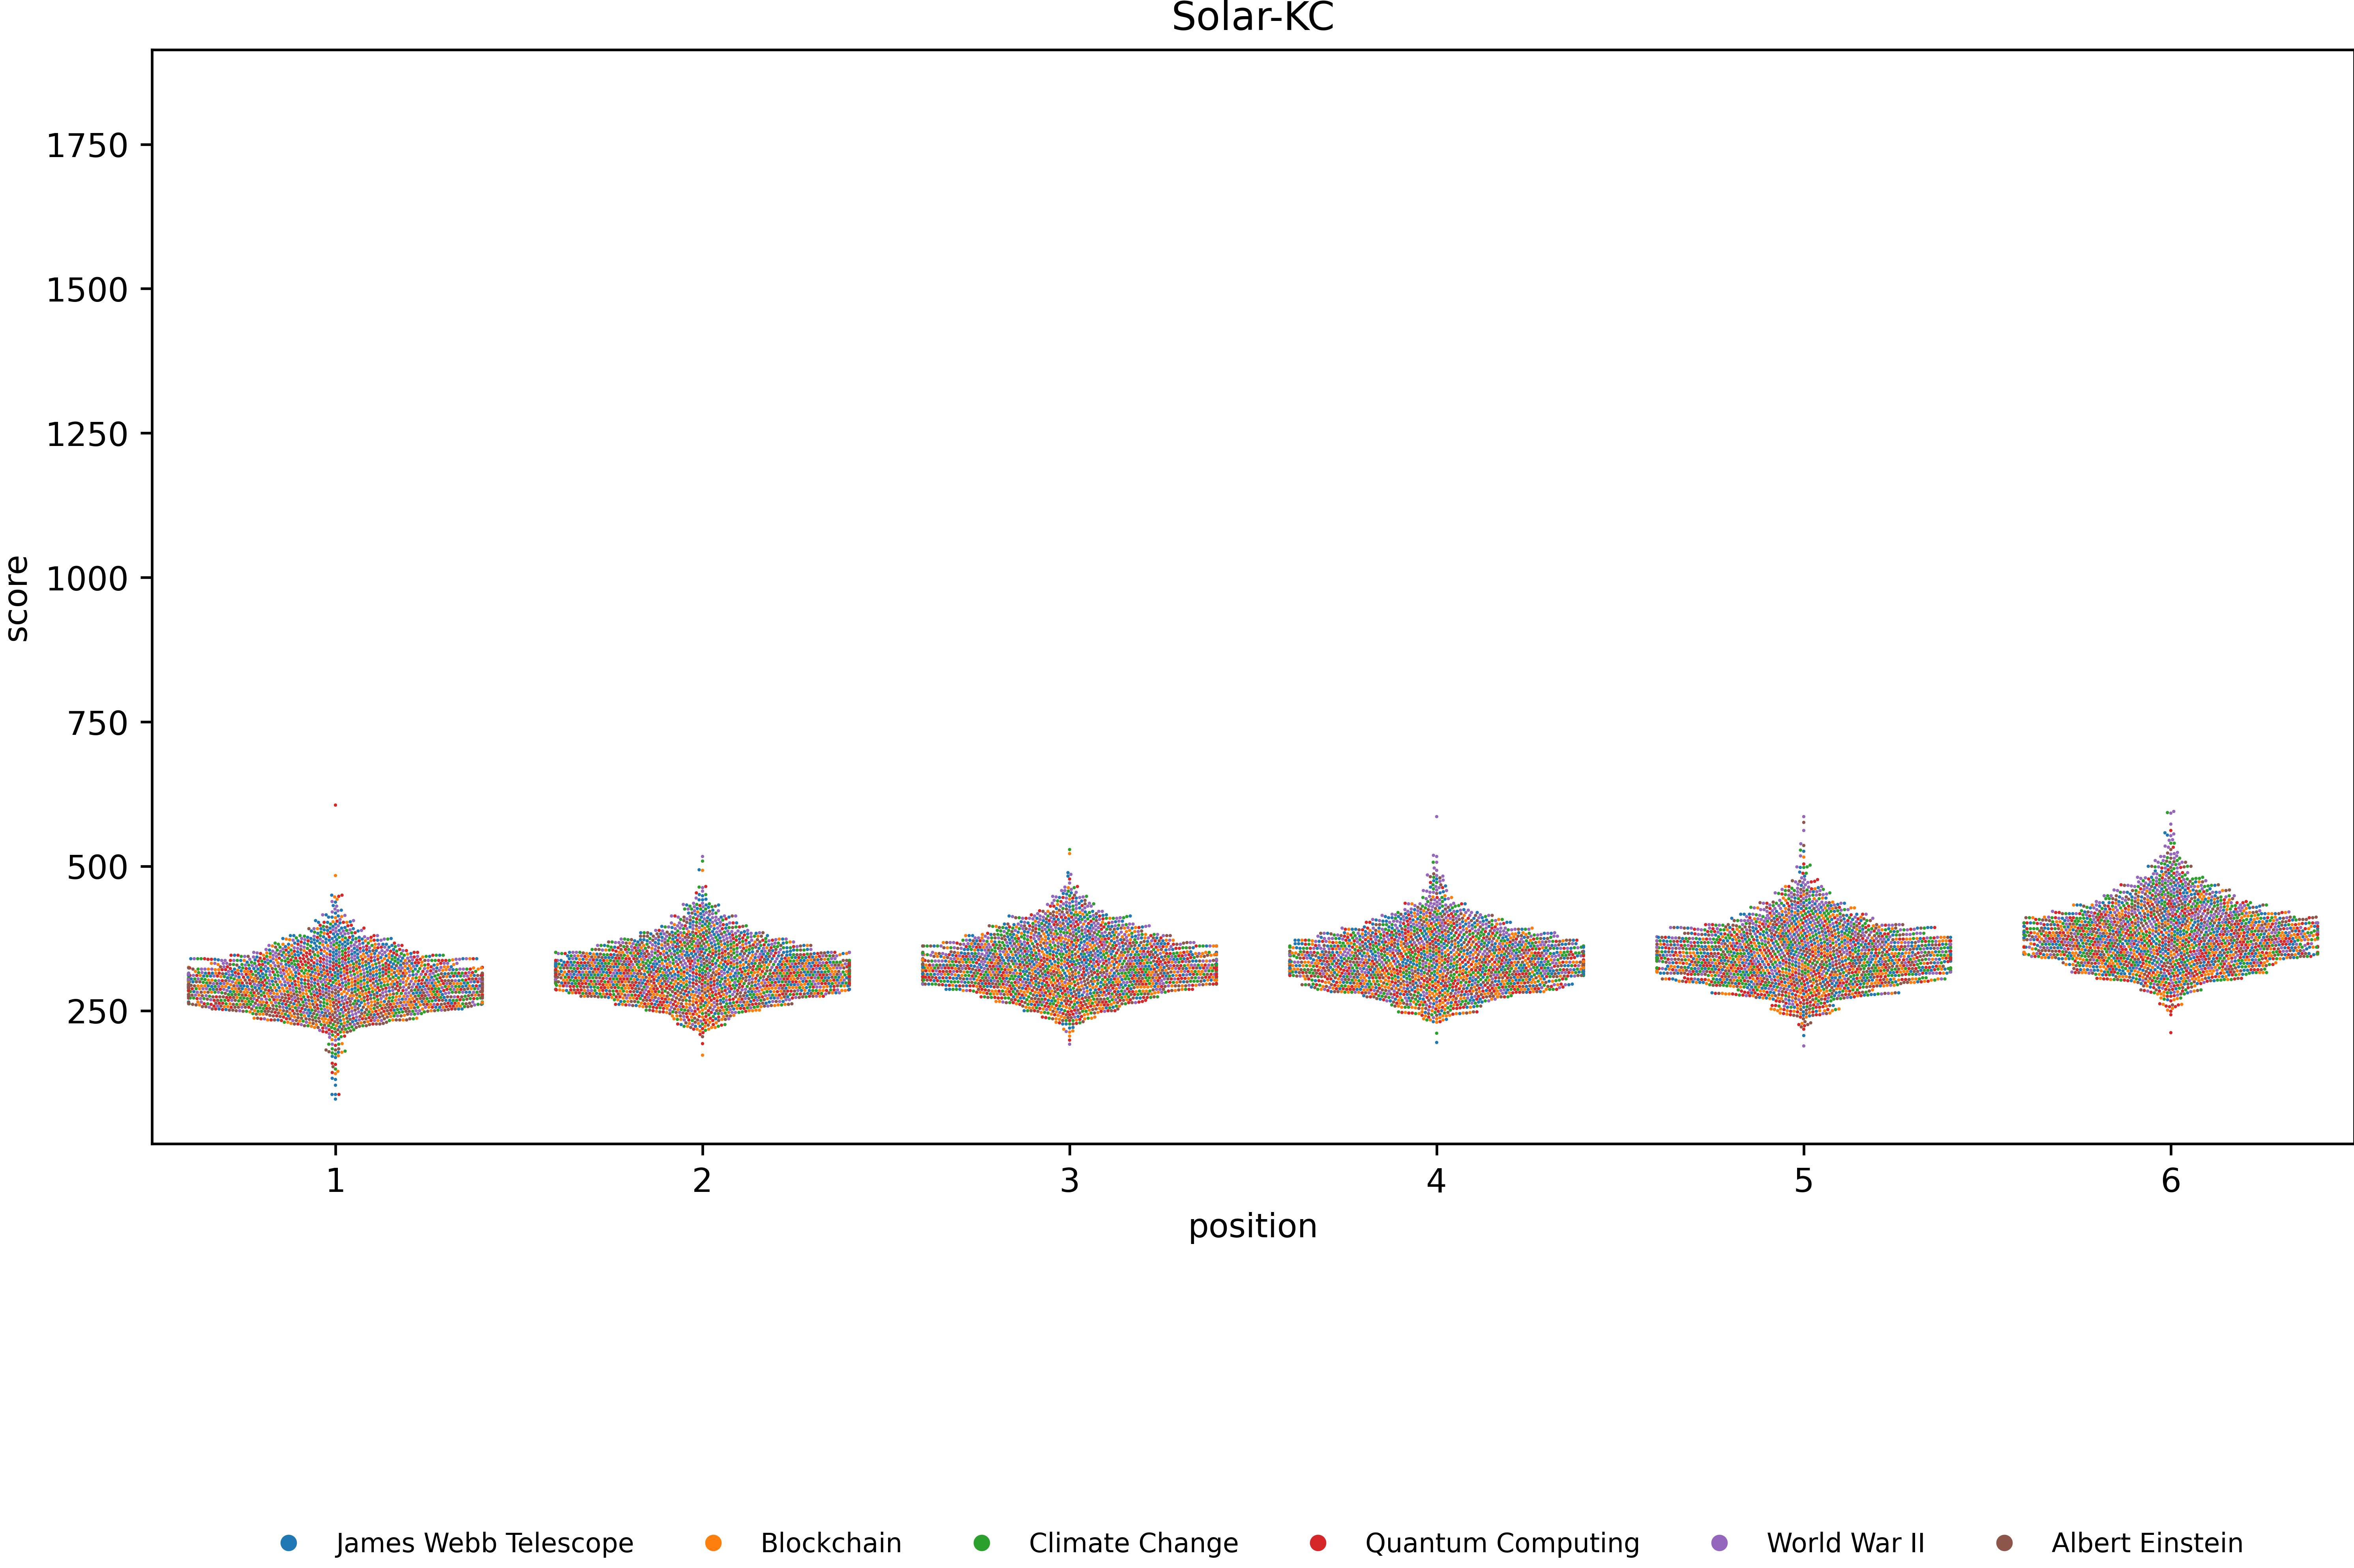 Solar-KC
1750
1500
1250
1000
750
500
250
score
1 2 3 4 5 6
position
James Webb Telescope Blockchain Climate Change Quantum Computing World War II Albert Einstein